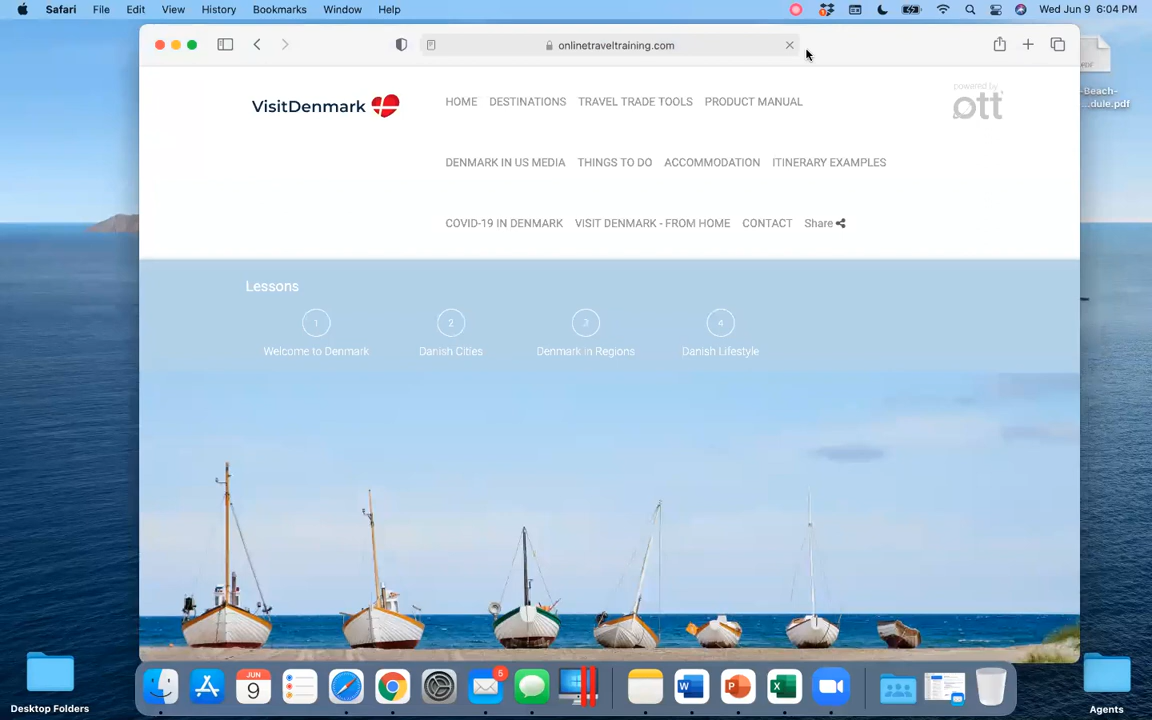 Safari File Edit View History Bookmarks Window Help Wed Jun 9 6:04 PM
onlinetraveltraining.com
VisitDenmark
HOME DESTINATIONS TRAVEL TRADE TOOLS PRODUCT MANUAL
powered by
ott
DENMARK IN US MEDIA THINGS TO DO ACCOMMODATION ITINERARY EXAMPLES
COVID-19 IN DENMARK VISIT DENMARK - FROM HOME CONTACT Share
Lessons
1 2 3 4
Welcome to Denmark Danish Cities Denmark in Regions Danish Lifestyle
-Beach-
...dule.pdf
JUN
9
5
W P X
Desktop Folders
Agents